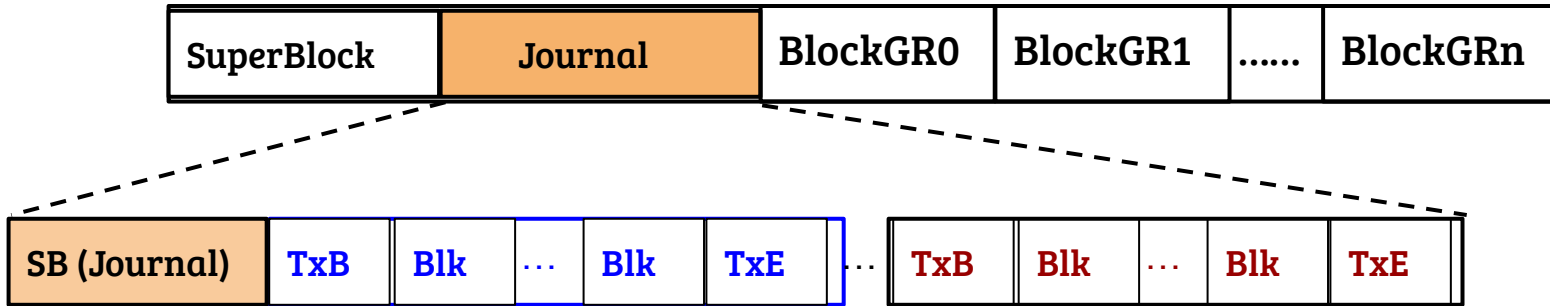 SuperBlock Journal BlockGR0 BlockGR1 ...... BlockGRn
SB (Journal) TxB Blk ... Blk TxE ... TxB Blk ... Blk TxE